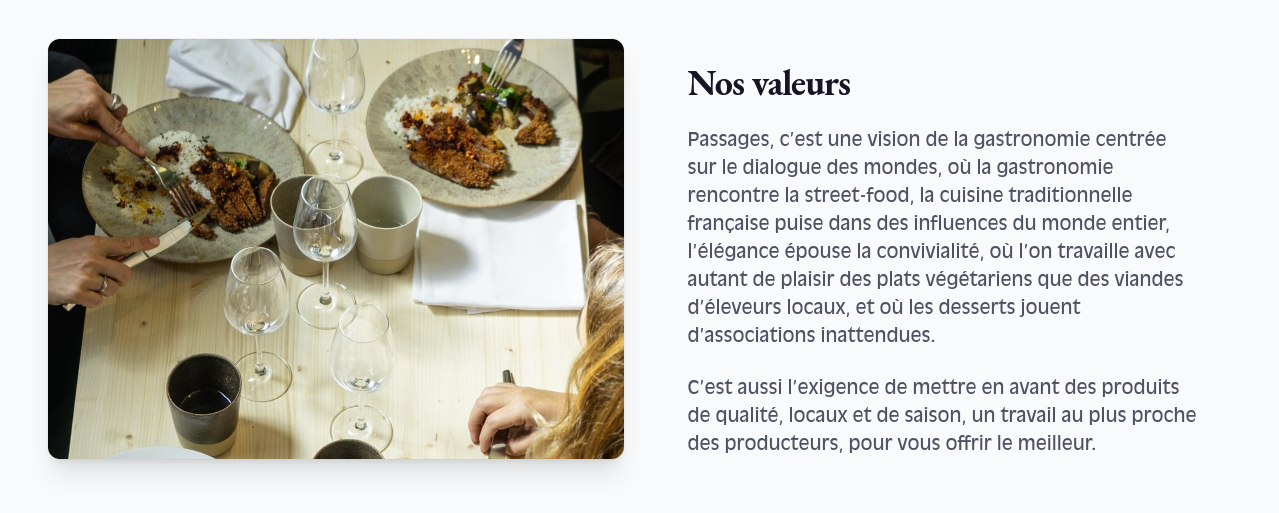 Nos valeurs
Passages, c’est une vision de la gastronomie centrée
sur le dialogue des mondes, où la gastronomie
rencontre la street-food, la cuisine traditionnelle
française puise dans des influences du monde entier,
l’élégance épouse la convivialité, où l’on travaille avec
autant de plaisir des plats végétariens que des viandes
d’éleveurs locaux, et où les desserts jouent
d’associations inattendues.
C’est aussi l’exigence de mettre en avant des produits
de qualité, locaux et de saison, un travail au plus proche
des producteurs, pour vous offrir le meilleur.